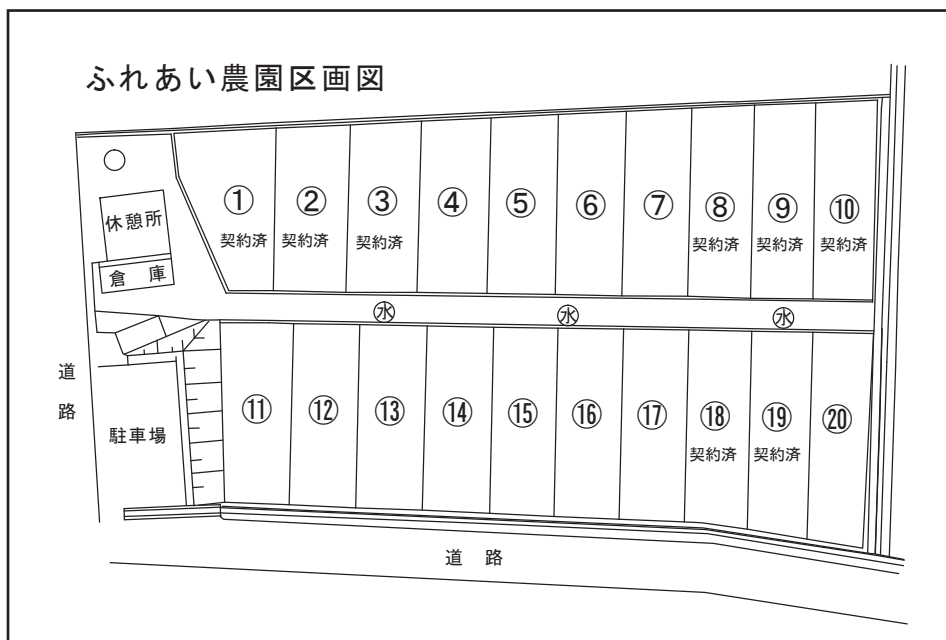 ふれあい農園区画図
休憩所
倉 庫
① ② ③ ④ ⑤ ⑥ ⑦ ⑧ ⑨ ⑩
契約済 契約済 契約済 契約済 契約済 契約済
㊌ ㊌ ㊌
道
路
駐車場
⑪ ⑫ ⑬ ⑭ ⑮ ⑯ ⑰ ⑱ ⑲ ⑳
契約済 契約済
道 路